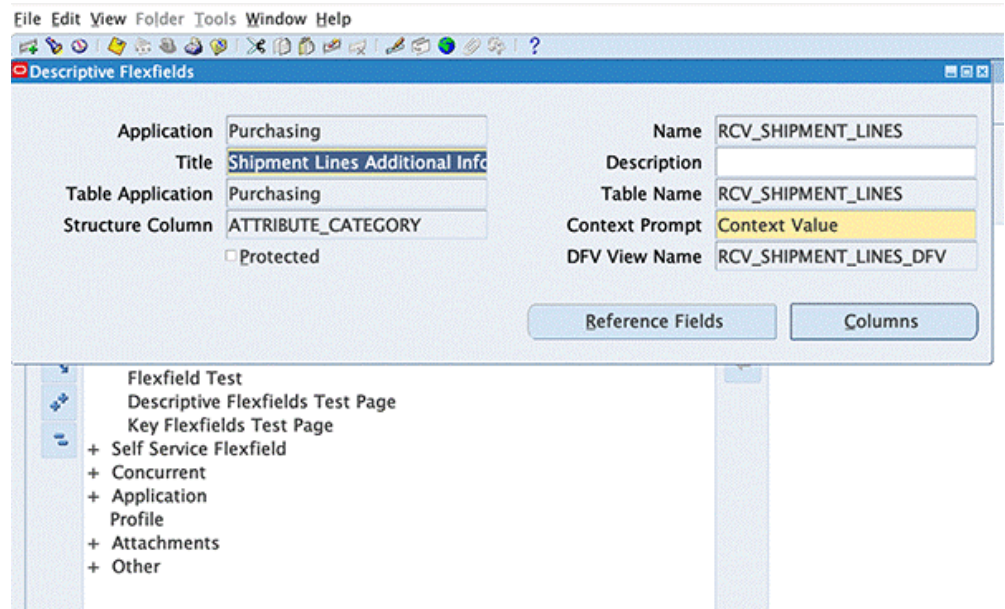 File Edit View Folder Tools Window Help
?
Descriptive Flexfields
Application Purchasing Name RCV_SHIPMENT_LINES
Title Shipment Lines Additional Info Description
Table Application Purchasing Table Name RCV_SHIPMENT_LINES
Structure Column ATTRIBUTE_CATEGORY Context Prompt Context Value
Protected DFV View Name RCV_SHIPMENT_LINES_DFV
Reference Fields Columns
Flexfield Test
Descriptive Flexfields Test Page
Key Flexfields Test Page
+ Self Service Flexfield
+ Concurrent
+ Application
Profile
+ Attachments
+ Other